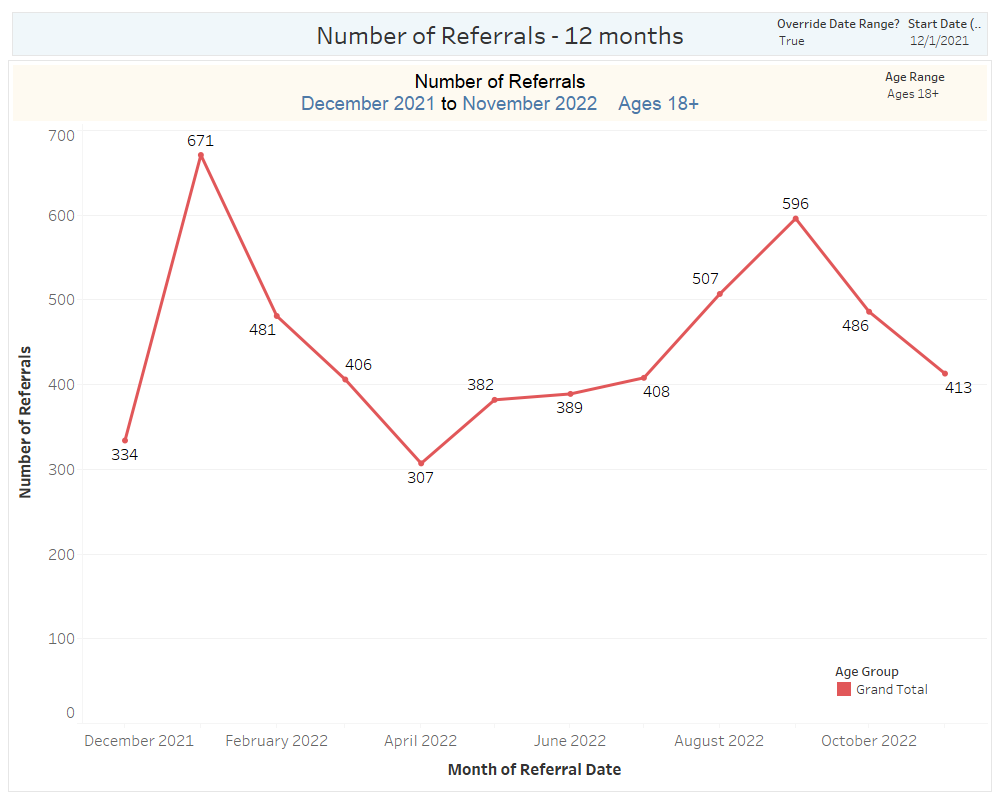 Number of Referrals - 12 months
Override Date Range? Start Date (..
True 12/1/2021
Number of Referrals
December 2021 to November 2022 Ages 18+
Age Range
Ages 18+
700
600
500
400
300
200
100
0
Number of Referrals
334
671
481
406
307
382
389
408
507
596
486
413
Age Group
Grand Total
December 2021
February 2022
April 2022
June 2022
August 2022
October 2022
Month of Referral Date